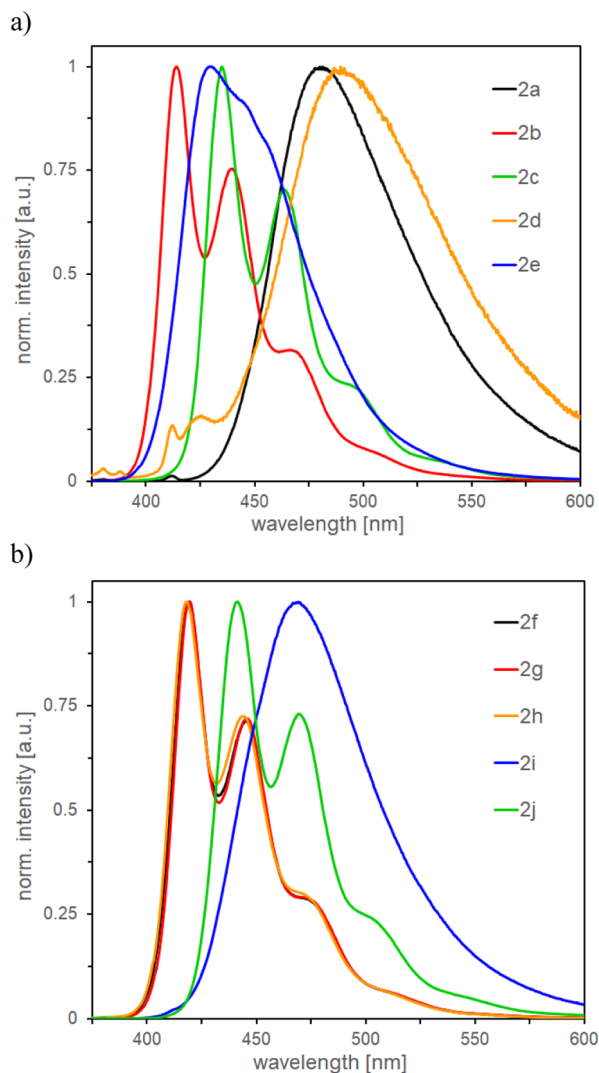 a)
1
0.75
0.5
0.25
0
norm. intensity [a.u.]
2a
2b
2c
2d
2e
400 450 500 550 600
wavelength [nm]
b)
1
0.75
0.5
0.25
0
norm. intensity [a.u.]
2f
2g
2h
2i
2j
400 450 500 550 600
wavelength [nm]